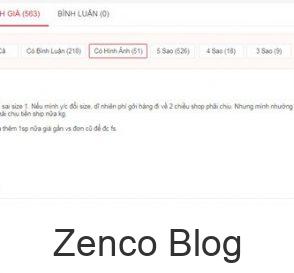 H GIÁ (563) BÌNH LUẬN (0)
Cả Có Bình Luận (218) Có Hình Ảnh (51) 5 Sao (526) 4 Sao (18) 3 Sao (9)
sai size 1. Nếu mình y/c đổi size, dĩ nhiên phí gởi hàng đi về 2 chiều shop phải chịu. Nhưng mình nhường
hải chịu tiền ship nữa kg.
thêm 1sp nữa giá gần vs đơn cũ để đc fs
Zenco Blog